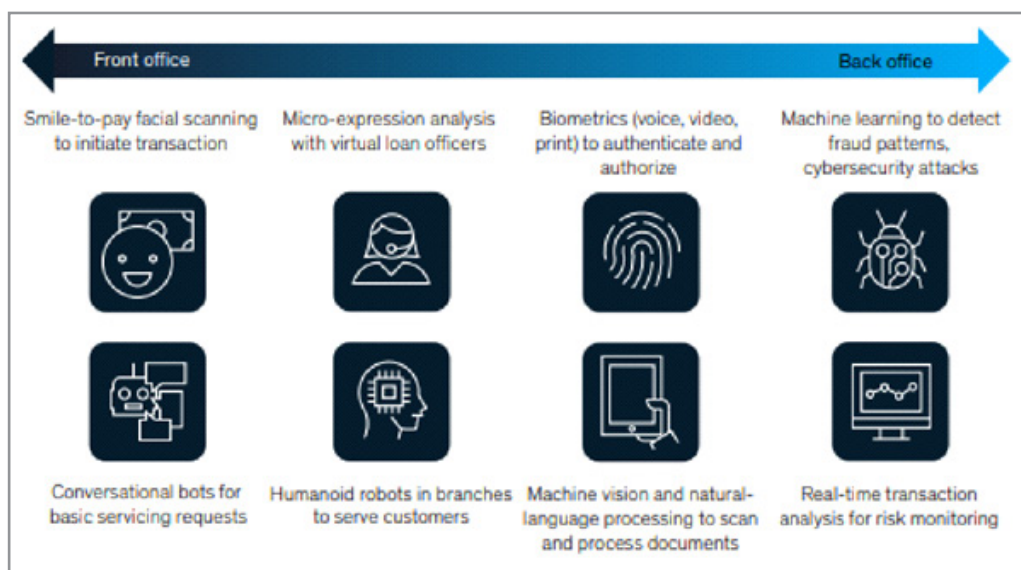 Front office
Back office
Smile-to-pay facial scanning
to initiate transaction
Micro-expression analysis
with virtual loan officers
Biometrics (voice, video,
print) to authenticate and
authorize
Machine learning to detect
fraud patterns,
cybersecurity attacks
Conversational bots for
basic servicing requests
Humanoid robots in branches
to serve customers
Machine vision and natural-
language processing to scan
and process documents
Real-time transaction
analysis for risk monitoring